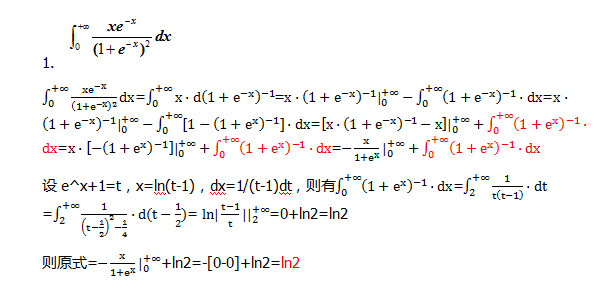 ∫₀^{+∞} xe^{-x}/(1+e^{-x})² dx
1.
∫₀^{+∞} xe^{-x}/(1+e^{-x})2 dx=∫₀^{+∞} x · d(1 + e^{-x})^{-1}=x · (1 + e^{-x})^{-1}|₀^{+∞} − ∫₀^{+∞}(1 + e^{-x})^{-1} · dx=x ·
(1 + e^{-x})^{-1}|₀^{+∞} − ∫₀^{+∞}[1 − (1 + e^x)^{-1}] · dx=[x · (1 + e^{-x})^{-1} − x]|₀^{+∞} + ∫₀^{+∞}(1 + e^x)^{-1} ·
dx=x · [−(1 + e^x)^{-1}]|₀^{+∞} + ∫₀^{+∞}(1 + e^x)^{-1} · dx=− x/(1+e^x) |₀^{+∞} + ∫₀^{+∞}(1 + e^x)^{-1} · dx
设 e^x+1=t，x=ln(t-1)，dx=1/(t-1)dt，则有∫₀^{+∞}(1 + e^x)^{-1} · dx=∫₂^{+∞} 1/(t(t−1)) · dt
=∫₂^{+∞} 1/((t−1/2)²−1/4) · d(t − 1/2)= ln|(t−1)/t||₂^{+∞}=0+ln2=ln2
则原式=− x/(1+e^x) |₀^{+∞}+ln2=-[0-0]+ln2=ln2